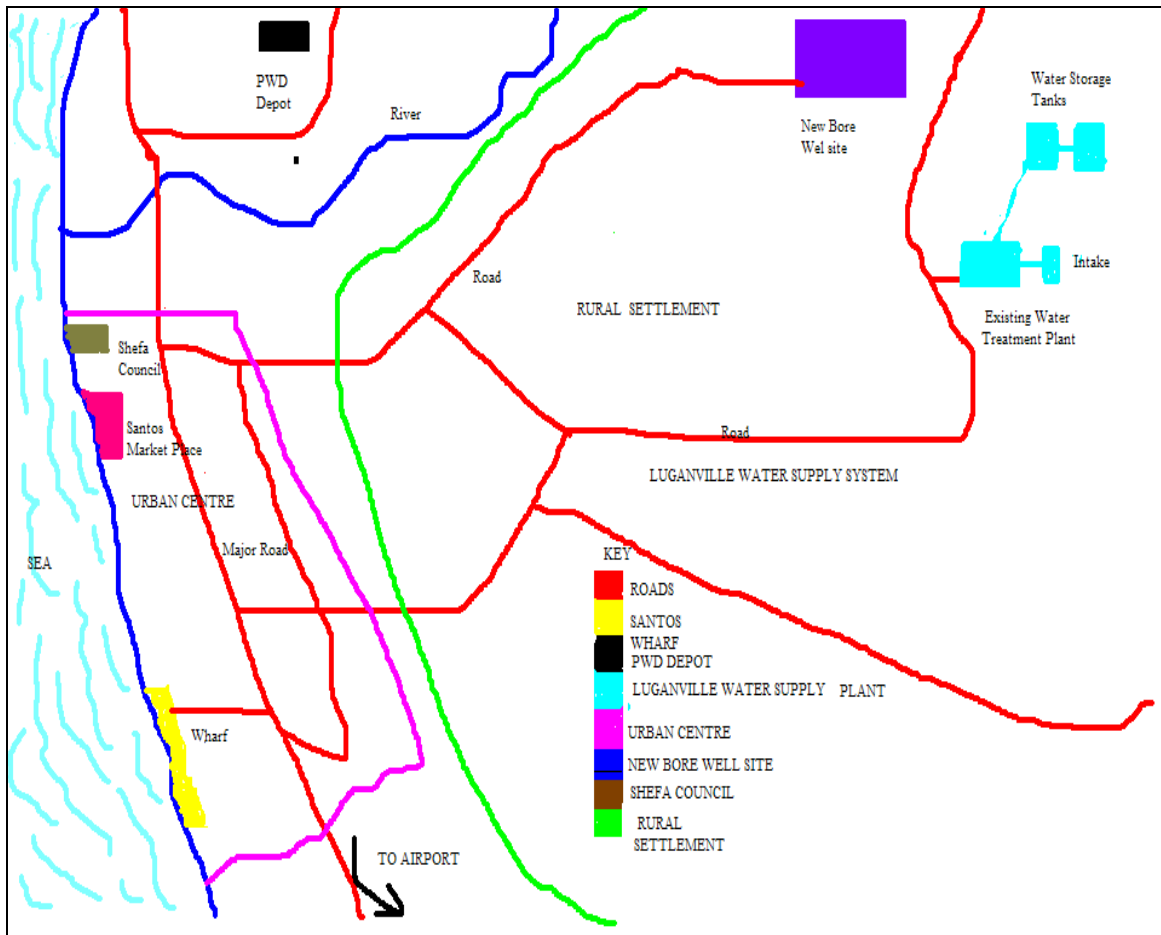 PWD
Depot
River
Water Storage
Tanks
New Bore
Wel site
Road
Intake
RURAL  SETTLEMENT
Existing Water
Treatment Plant
Shefa
Council
Santos
Market Place
Road
LUGANVILLE WATER SUPPLY SYSTEM
URBAN CENTRE
Major Road
SEA
KEY
ROADS
SANTOS
WHARF
PWD DEPOT
LUGANVILLE WATER SUPPLY   PLANT
URBAN CENTRE
Wharf
NEW BORE WELL SITE
SHEFA COUNCIL
RURAL
SETTLEMENT
TO AIRPORT